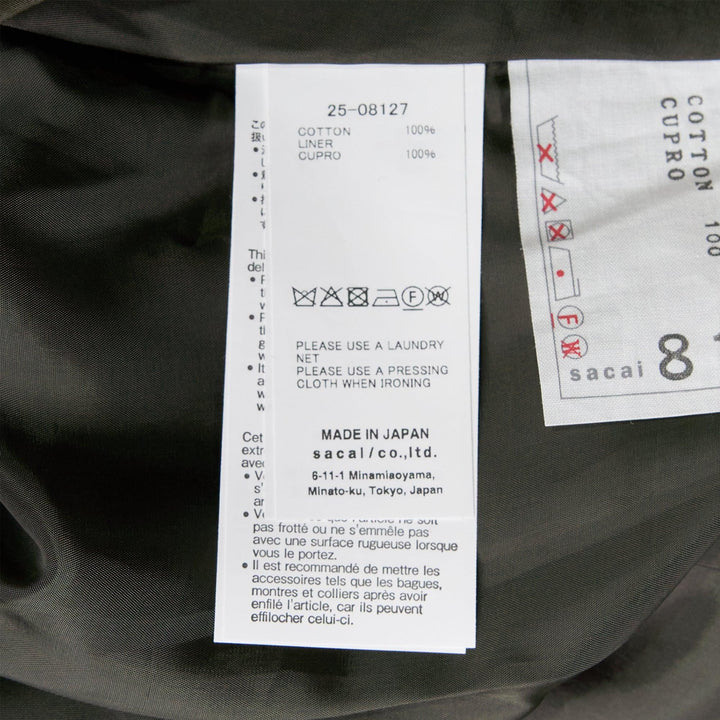 25-08127
COTTON 100%
LINER
CUPRO 100%
PLEASE USE A LAUNDRY
NET
PLEASE USE A PRESSING
CLOTH WHEN IRONING
MADE IN JAPAN
sacai/co.,ltd.
6-11-1 Minamiaoyama,
Minato-ku, Tokyo, Japan
Cet
pas frotté ou ne s'emmêle pas
avec une surface rugueuse lorsque
vous le portez.
• Il est recommandé de mettre les
accessoires tels que les bagues,
montres et colliers après avoir
enfilé l'article, car ils peuvent
effilocher celui-ci.
COTTON 100
CUPRO
sacai 8